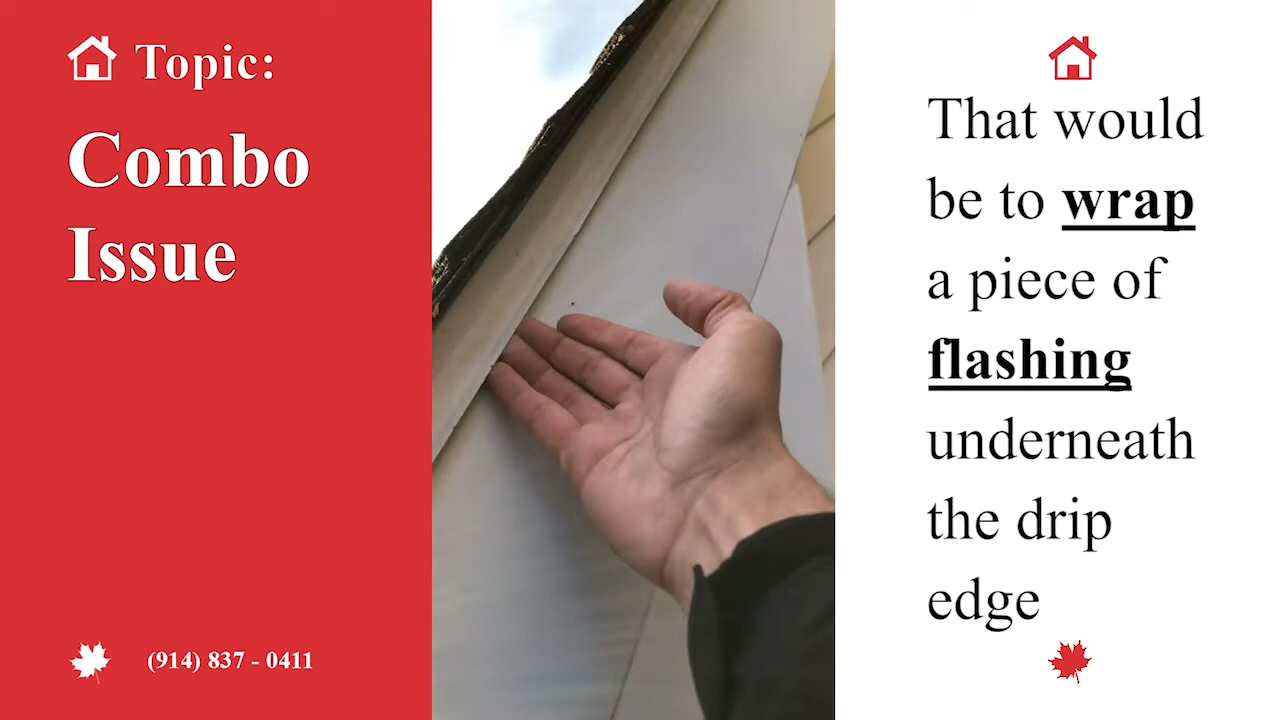 Topic:
Combo
Issue
(914) 837 - 0411
That would
be to wrap
a piece of
flashing
underneath
the drip
edge